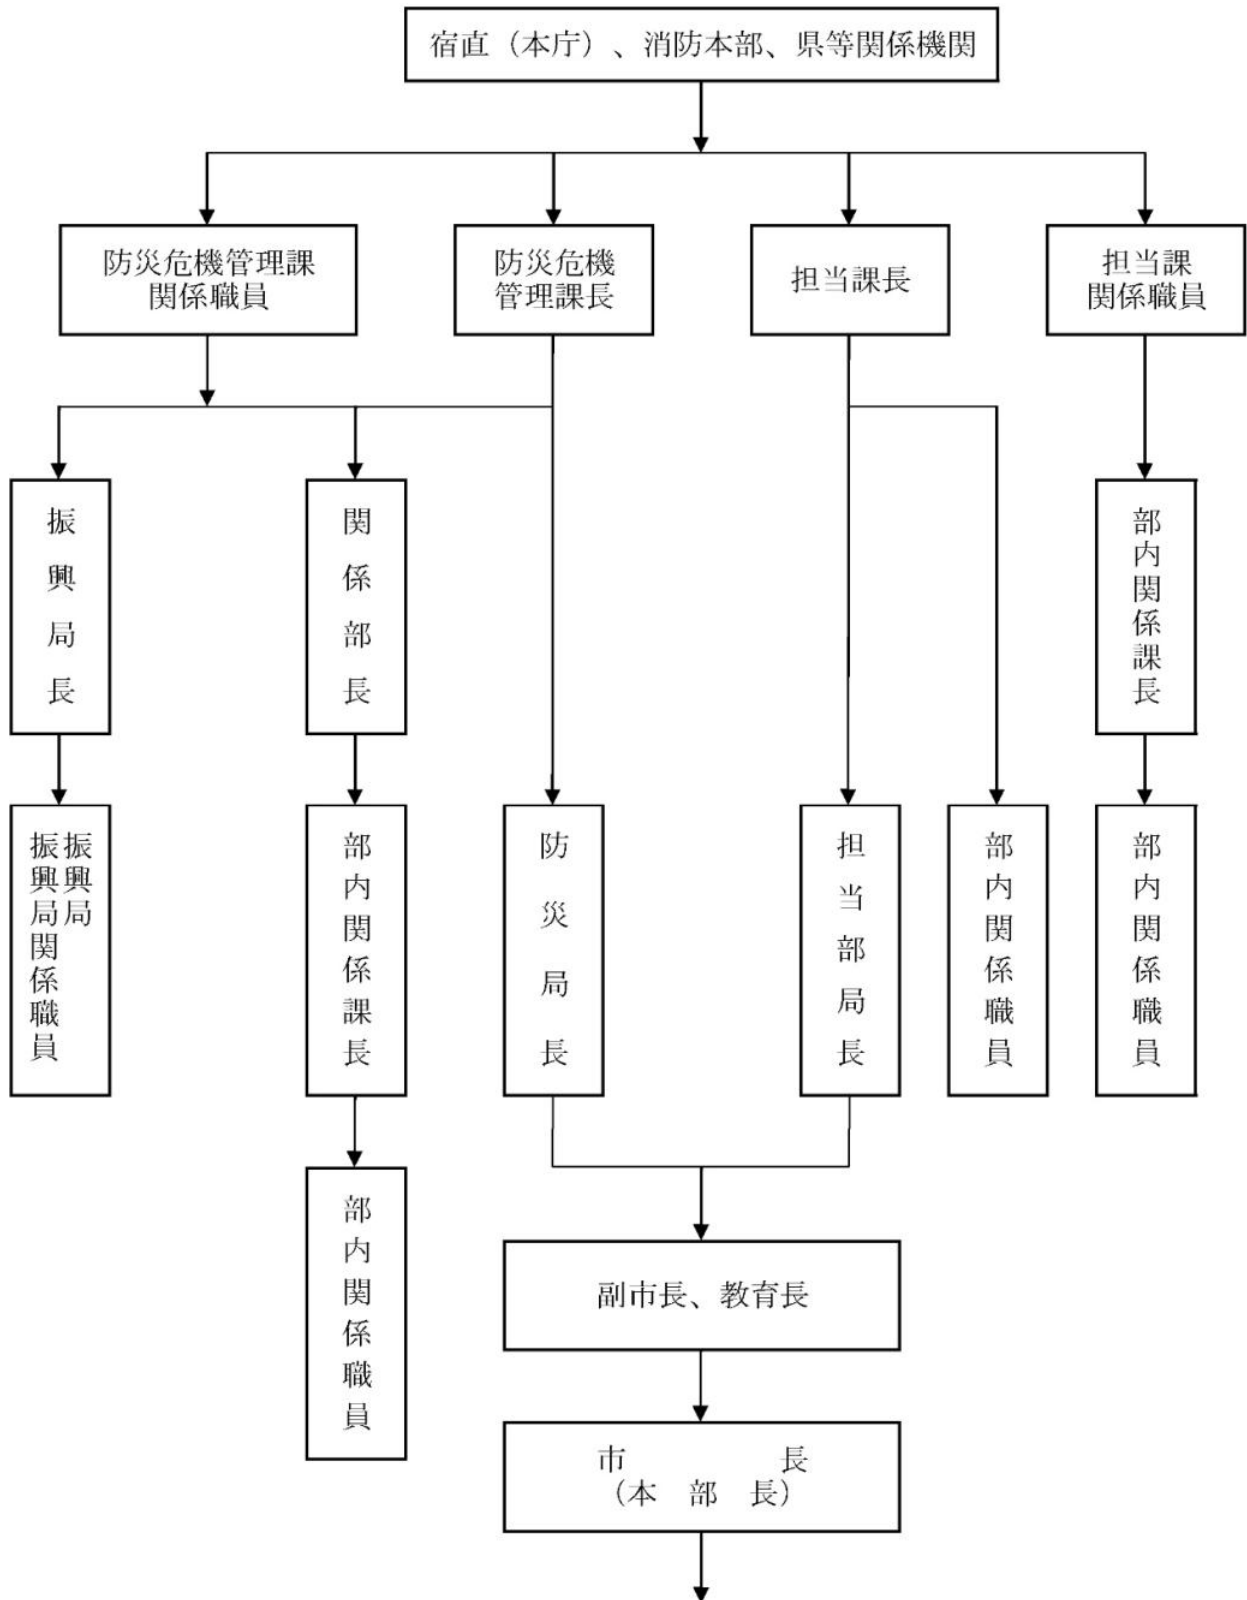 宿直（本庁）、消防本部、県等関係機関
防災危機管理課
関係職員
防災危機
管理課長
担当課長
担当課
関係職員
振興局長
関係部長
部内関係課長
振興局
振興局関係職員
部内関係課長
防災局長
担当部局長
部内関係職員
部内関係職員
部内関係職員
副市長、教育長
市　　　　　長
（本　部　長）